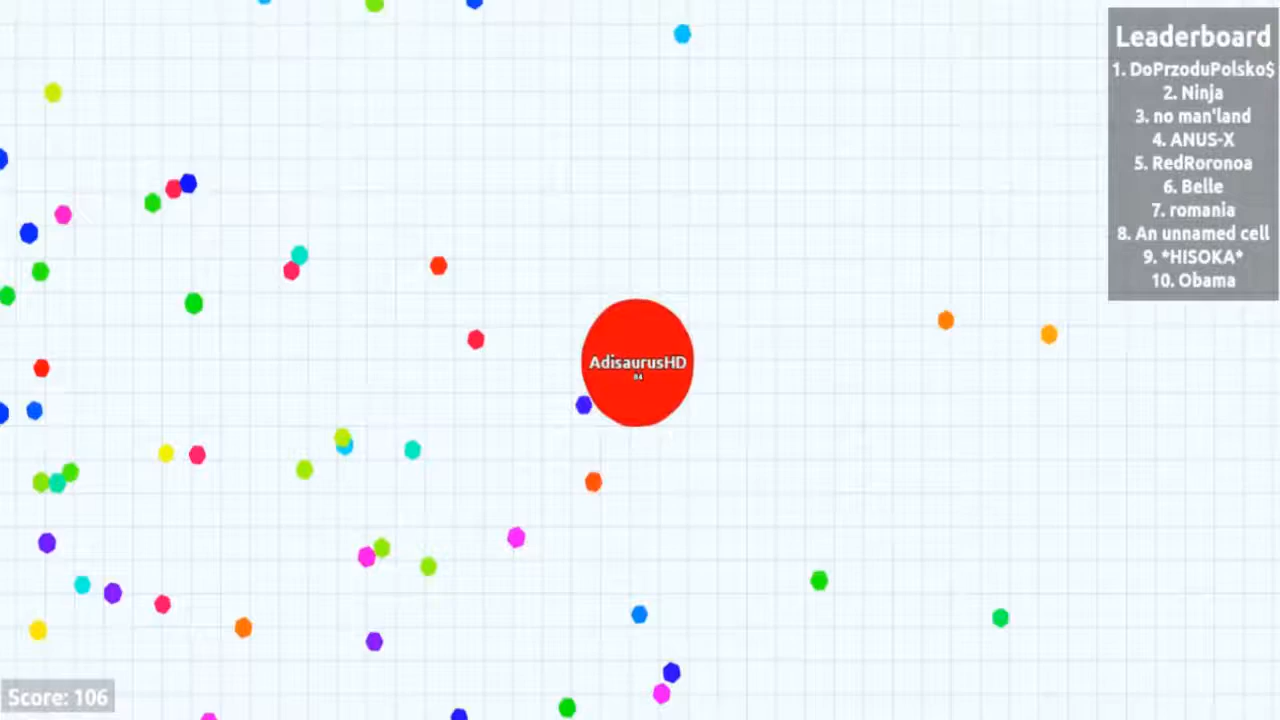 Leaderboard
1. DoPrzoduPolsko$
2. Ninja
3. no man'land
4. ANUS-X
5. RedRoronoa
6. Belle
7. romania
8. An unnamed cell
9. *HISOKA*
10. Obama
AdisaurusHD
84
Score: 106